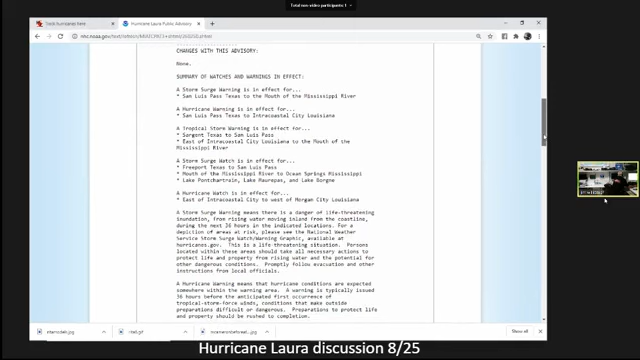 Total non-video participants: 1
Hurricane Laura Public Advisory
CHANGES WITH THIS ADVISORY:
None.
SUMMARY OF WATCHES AND WARNINGS IN EFFECT:
A Storm Surge Warning is in effect for...
* San Luis Pass Texas to the Mouth of the Mississippi River
A Hurricane Warning is in effect for...
* San Luis Pass Texas to Intracoastal City Louisiana
A Tropical Storm Warning is in effect for...
* Sargent Texas to San Luis Pass
* East of Intracoastal City Louisiana to the Mouth of the
Mississippi River
A Storm Surge Watch is in effect for...
* Freeport Texas to San Luis Pass
* Mouth of the Mississippi River to Ocean Springs Mississippi
* Lake Pontchartrain, Lake Maurepas, and Lake Borgne
A Hurricane Watch is in effect for...
* East of Intracoastal City to west of Morgan City Louisiana
A Storm Surge Warning means there is a danger of life-threatening
inundation, from rising water moving inland from the coastline,
during the next 36 hours in the indicated locations. For a
depiction of areas at risk, please see the National Weather
Service Storm Surge Watch/Warning Graphic, available at
hurricanes.gov. This is a life-threatening situation. Persons
located within these areas should take all necessary actions to
protect life and property from rising water and the potential for
other dangerous conditions. Promptly follow evacuation and other
instructions from local officials.
A Hurricane Warning means that hurricane conditions are expected
somewhere within the warning area. A warning is typically issued
36 hours before the anticipated first occurrence of
tropical-storm-force winds, conditions that make outside
preparations difficult or dangerous. Preparations to protect life
and property should be rushed to completion.
Show all
Hurricane Laura discussion 8/25